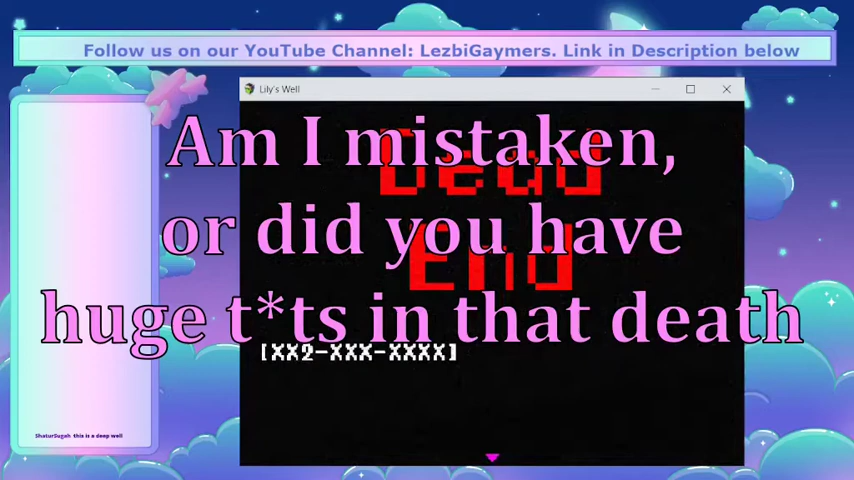 Follow us on our YouTube Channel: LezbiGaymers. Link in Description below
Lily's Well
Am I mistaken,
or did you have
huge t*ts in that death
Dead
End
[XX2-XXX-XXXX]
ShaturSugah this is a deep well